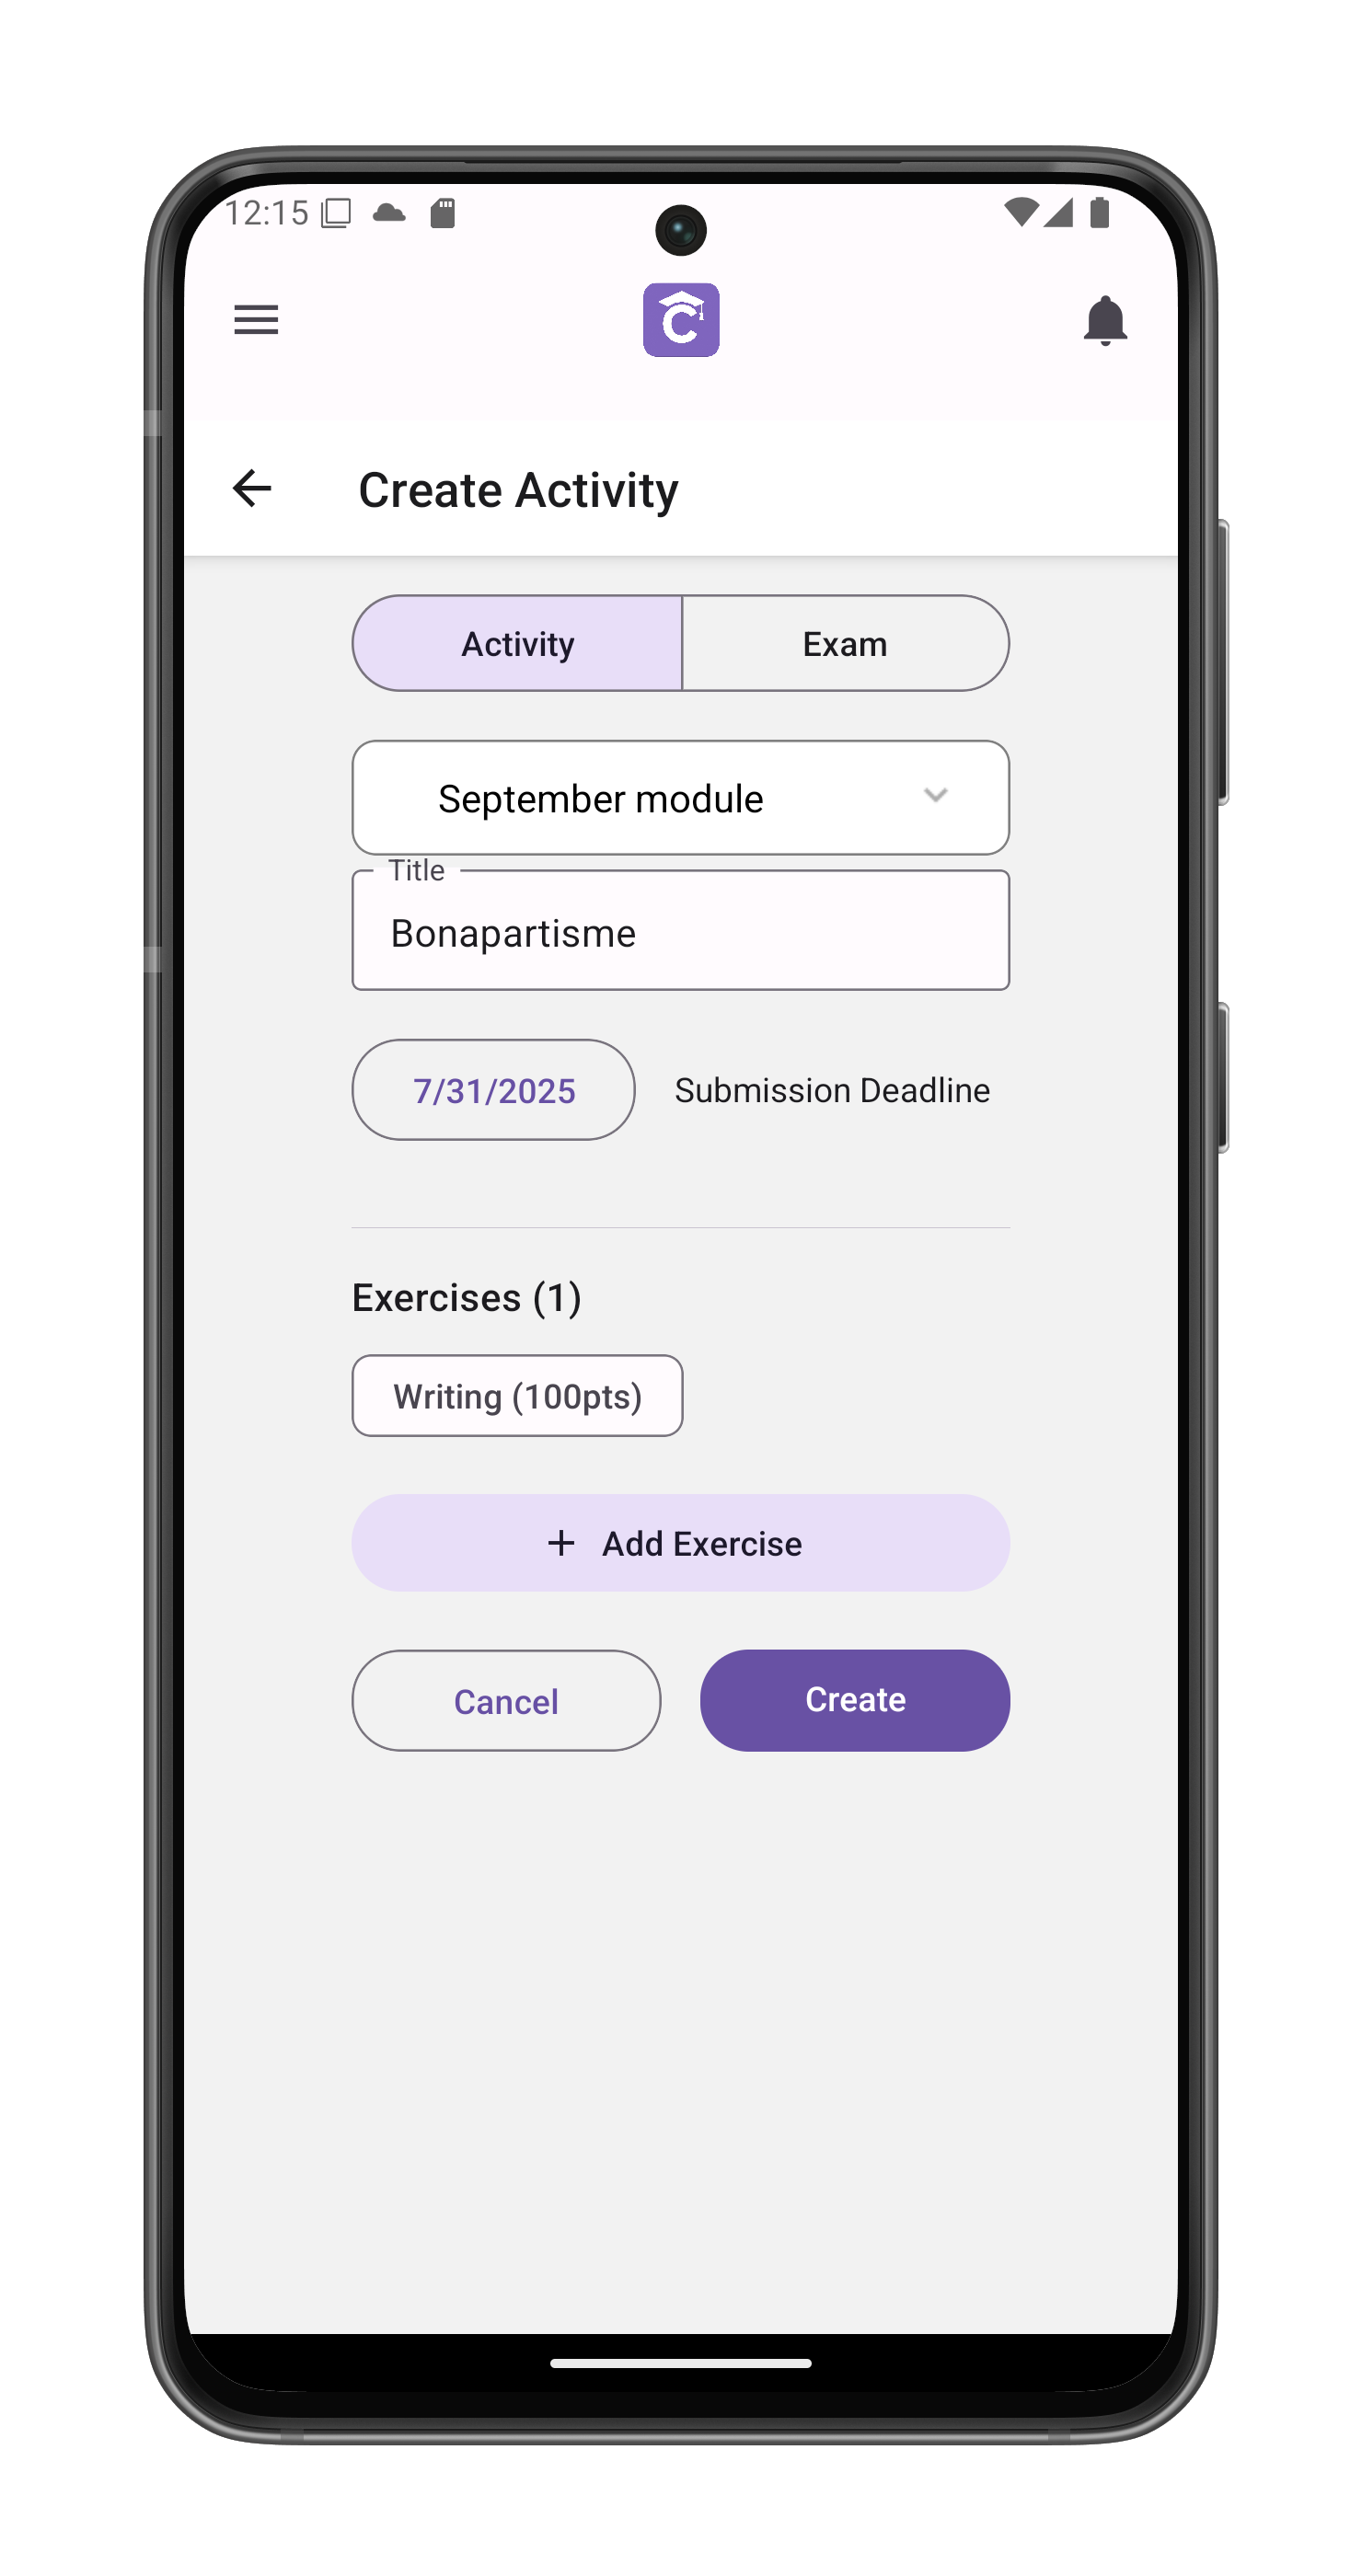 12:15
C
Create Activity
Activity Exam
September module
Title
Bonapartisme
7/31/2025 Submission Deadline
Exercises (1)
Writing (100pts)
+ Add Exercise
Cancel Create